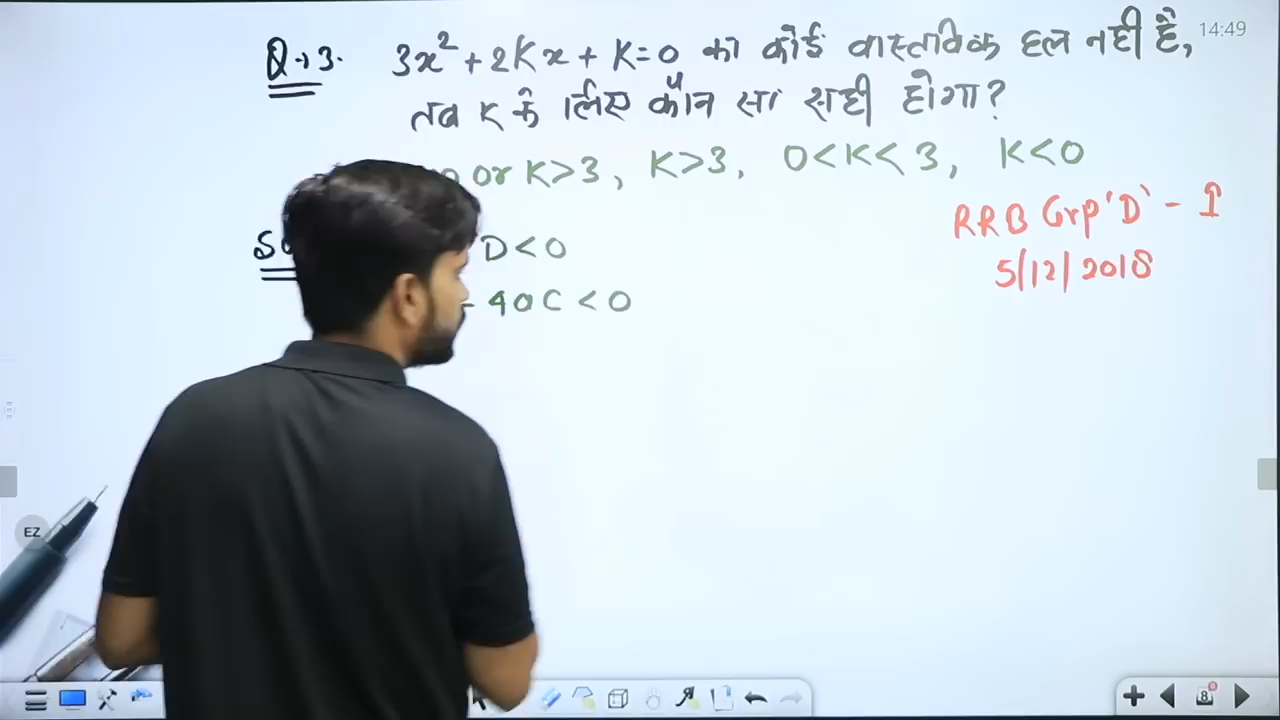 14:49
Q→3. 3x² + 2Kx + K=0 का कोई वास्तविक हल नही है,
तब K के लिए कौन सा सही होगा?
or K>3, K>3, 0<K<3, K<0
RRB Grp 'D' - I
D<0
5/12/2018
- 4ac < 0
EZ
8